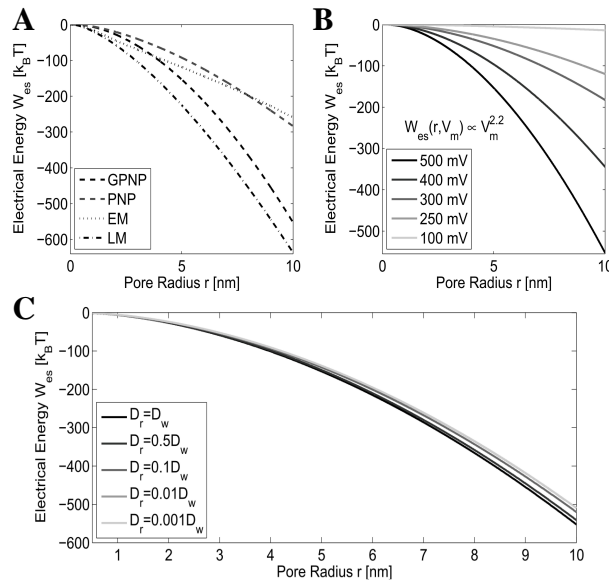 A
Electrical Energy W_es [k_BT]
0
−100
−200
−300
−400
−500
−600
GPNP
PNP
EM
LM
0 5 10
Pore Radius r [nm]
B
Electrical Energy W_es [k_BT]
0
−100
−200
−300
−400
−500
W_es(r,V_m) ∝ V_m^2.2
500 mV
400 mV
300 mV
250 mV
100 mV
0 5 10
Pore Radius r [nm]
C
Electrical Energy W_es [k_BT]
0
−100
−200
−300
−400
−500
−600
D_r=D_w
D_r=0.5D_w
D_r=0.1D_w
D_r=0.01D_w
D_r=0.001D_w
1 2 3 4 5 6 7 8 9 10
Pore Radius r [nm]